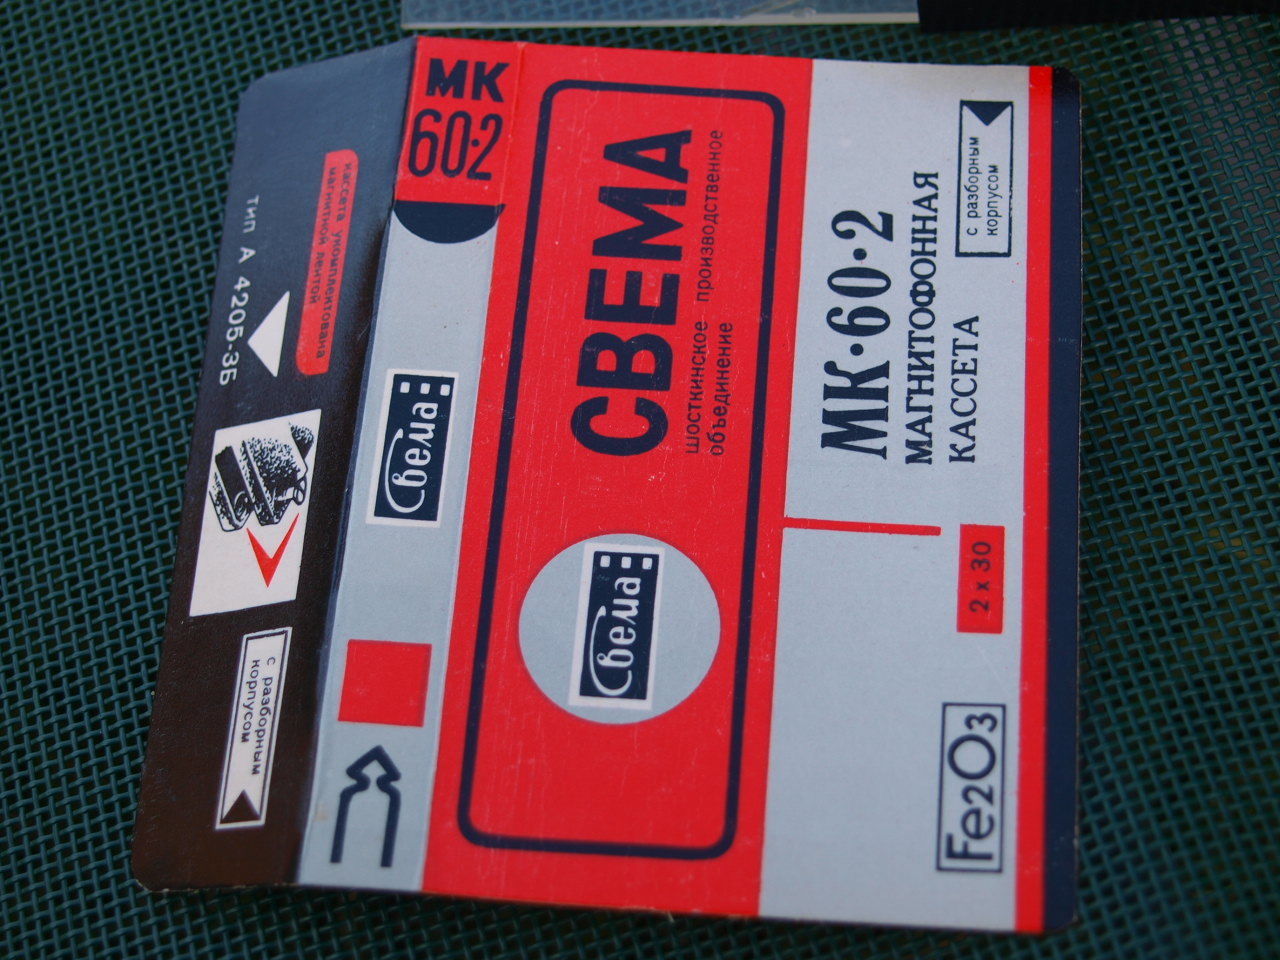 МК
60·2
Свема
СВЕМА
шосткинское производственное
объединение
Свема
МК·60·2
МАГНИТОФОННАЯ
КАССЕТА
с разборным
корпусом
2 x 30
Fe2O3
кассета укомплектована
магнитной лентой
тип А 4205-3Б
с разборным
корпусом